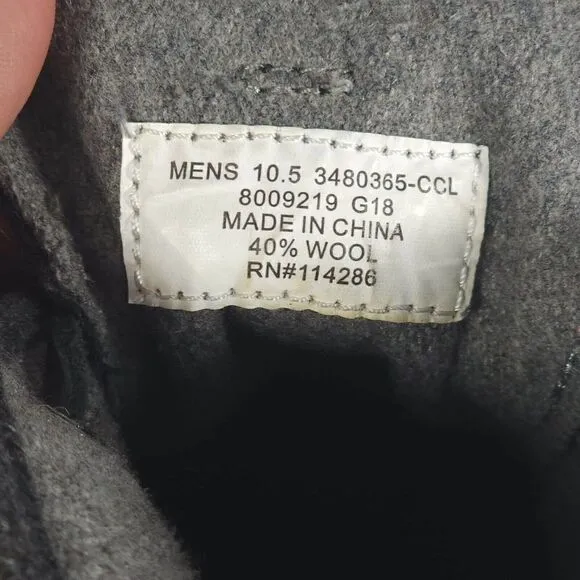 MENS 10.5 3480365-CCL
8009219 G18
MADE IN CHINA
40% WOOL
RN#114286